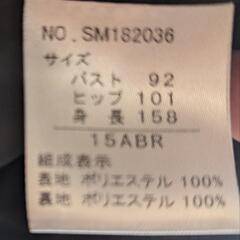 NO.SM182036
サイズ
バスト 92
ヒップ 101
身長 158
15ABR
組成表示
表地 ポリエステル 100%
裏地 ポリエステル 100%